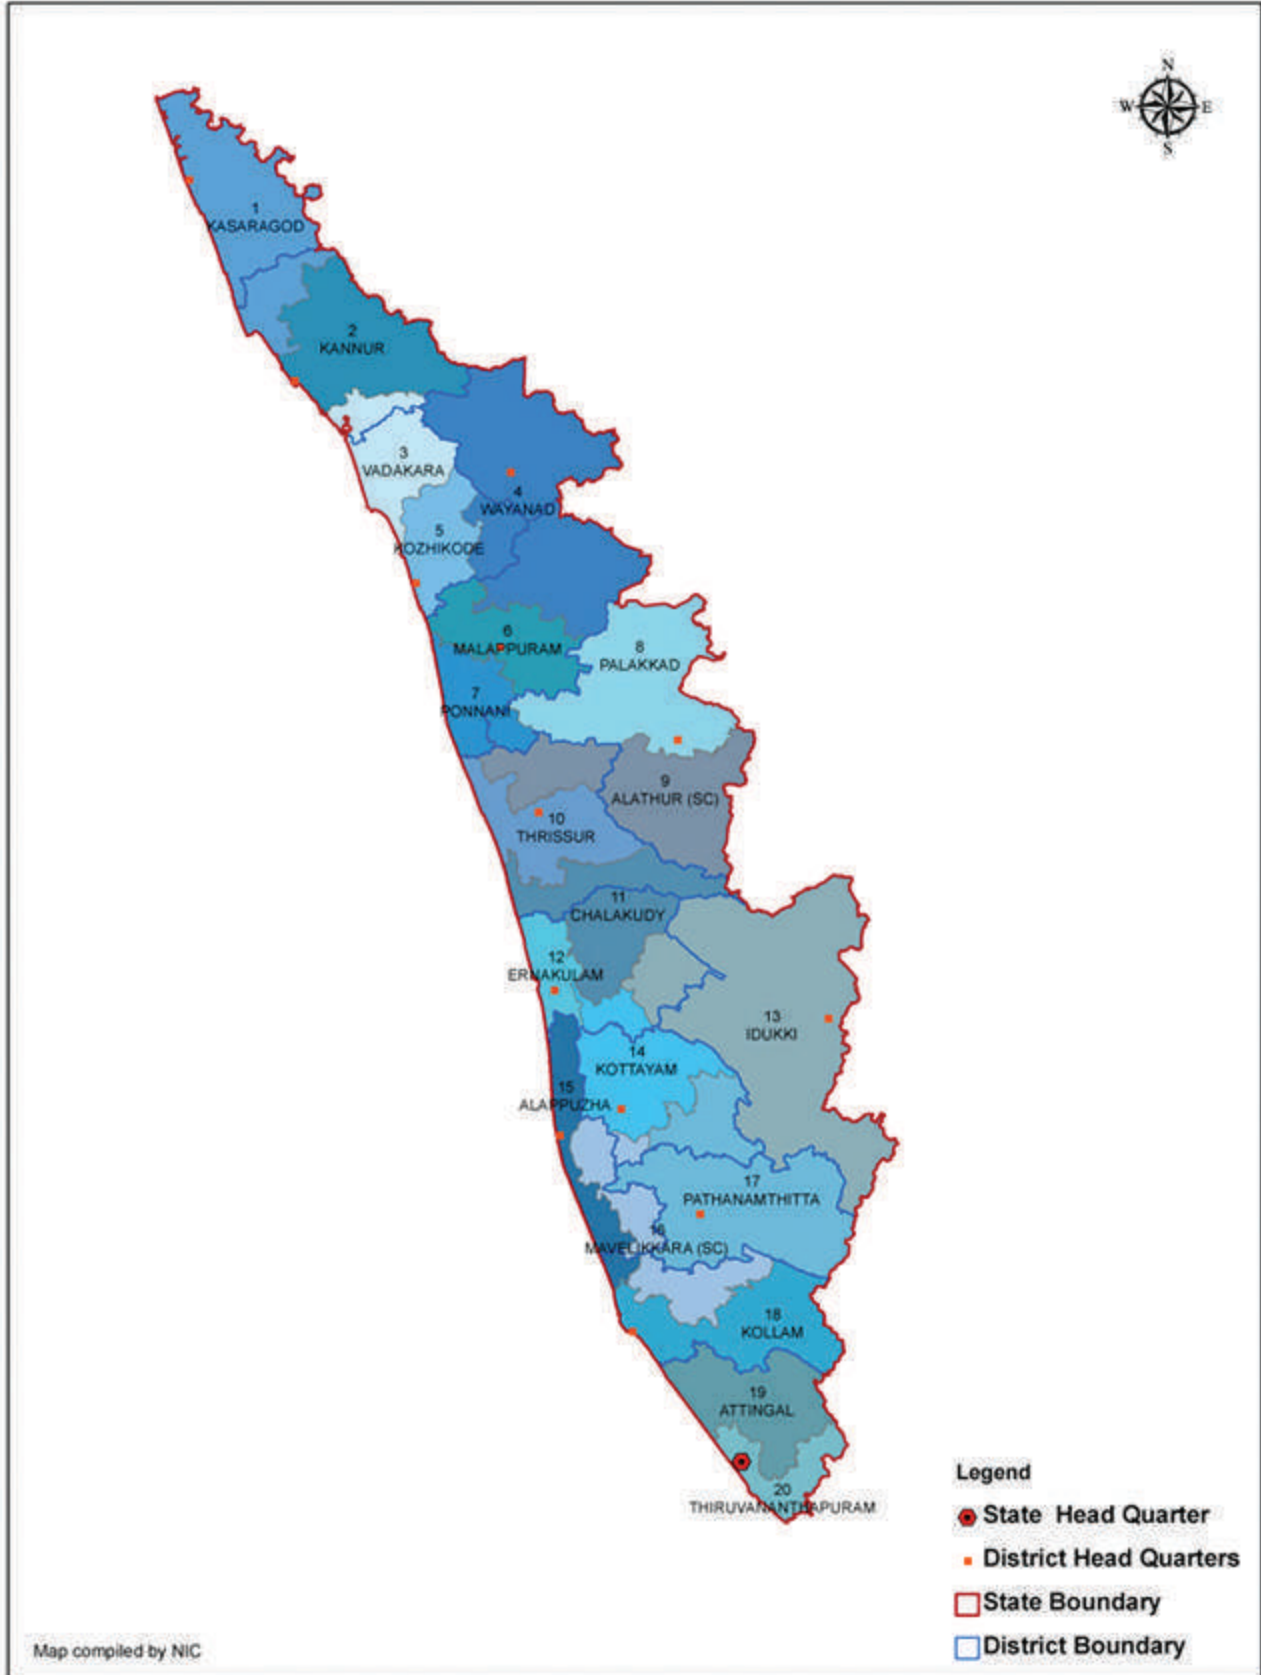 N
W E
S
1
KASARAGOD
2
KANNUR
3
VADAKARA
4
WAYANAD
5
KOZHIKODE
6
MALAPPURAM
8
PALAKKAD
7
PONNANI
9
ALATHUR (SC)
10
THRISSUR
11
CHALAKUDY
12
ERNAKULAM
13
IDUKKI
14
KOTTAYAM
15
ALAPPUZHA
17
PATHANAMTHITTA
16
MAVELIKKARA (SC)
18
KOLLAM
19
ATTINGAL
20
THIRUVANANTHAPURAM
Legend
State Head Quarter
District Head Quarters
State Boundary
District Boundary
Map compiled by NIC